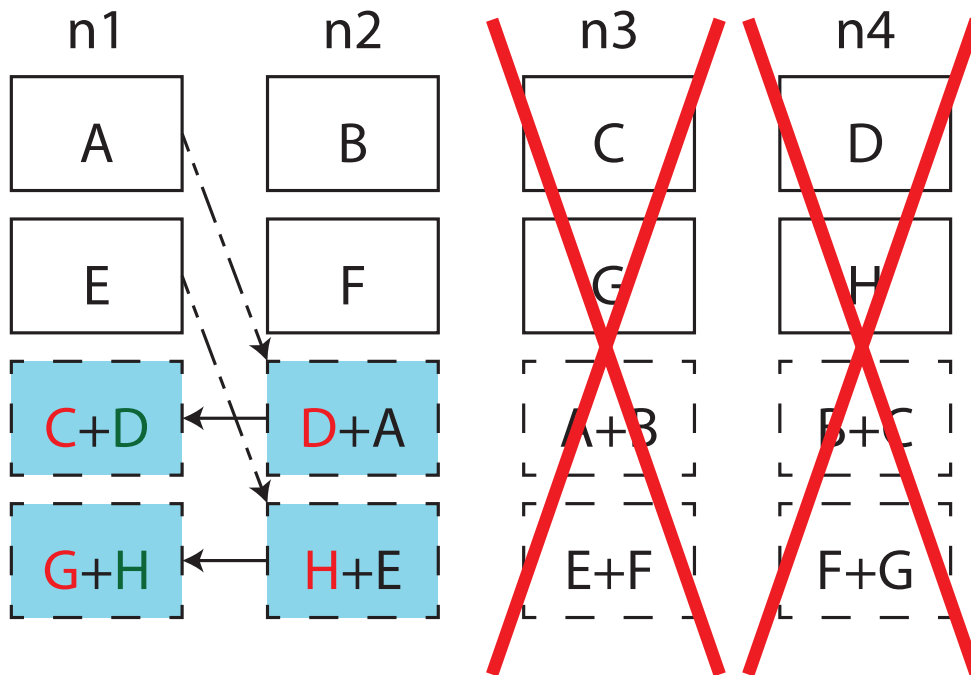 n1 n2 n3 n4
A B C D
E F G H
C+D D+A A+B B+C
G+H H+E E+F F+G